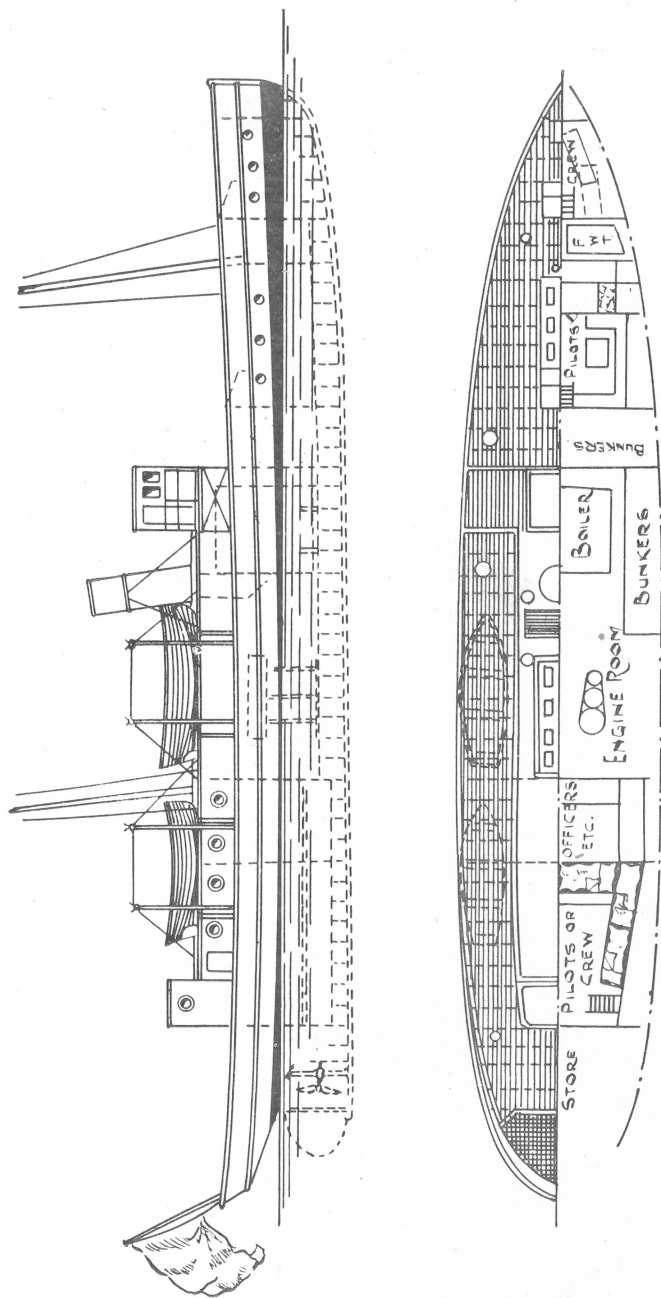 CREW
F W T
PILOTS
BUNKERS
BOILER
BUNKERS
ENGINE ROOM
OFFICERS
ETC.
PILOTS OR
CREW
STORE